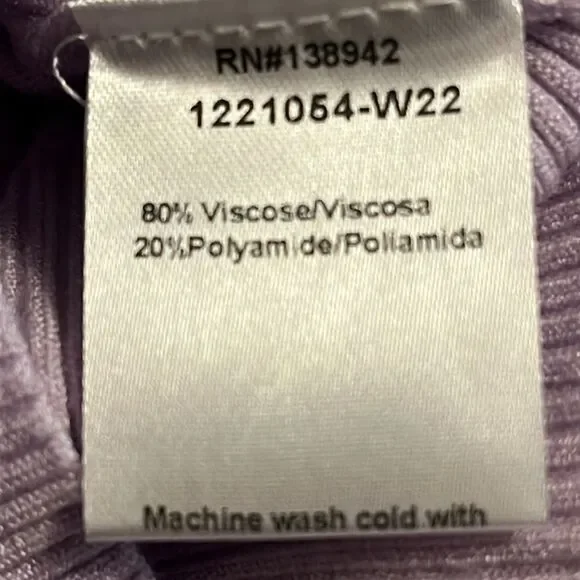 RN#138942
1221054-W22
80% Viscose/Viscosa
20%Polyamide/Poliamida
Machine wash cold with